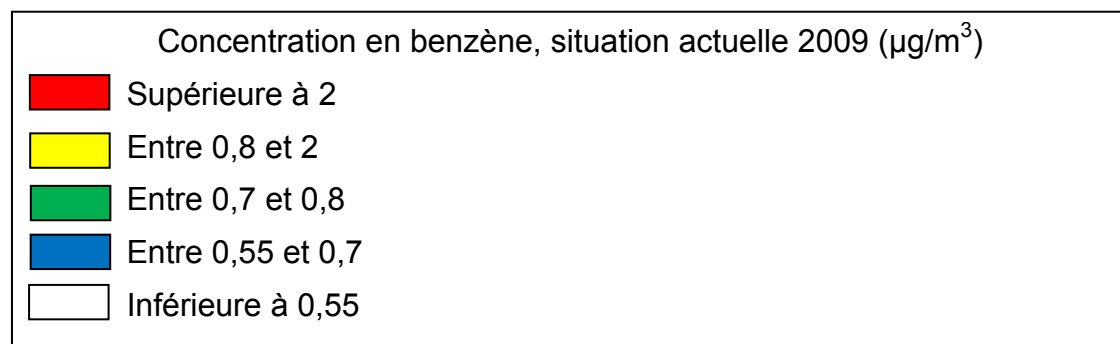 Concentration en benzène, situation actuelle 2009 (µg/m³)
Supérieure à 2
Entre 0,8 et 2
Entre 0,7 et 0,8
Entre 0,55 et 0,7
Inférieure à 0,55